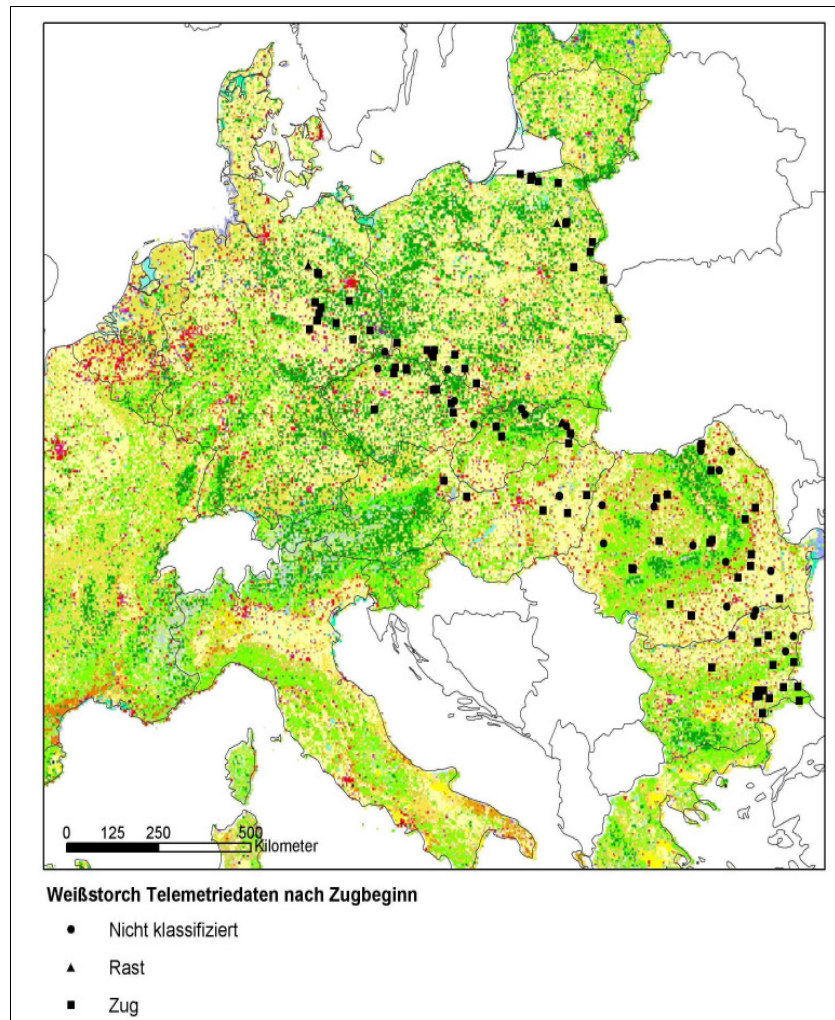 0 125 250 500
Kilometer
Weißstorch Telemetriedaten nach Zugbeginn
Nicht klassifiziert
Rast
Zug